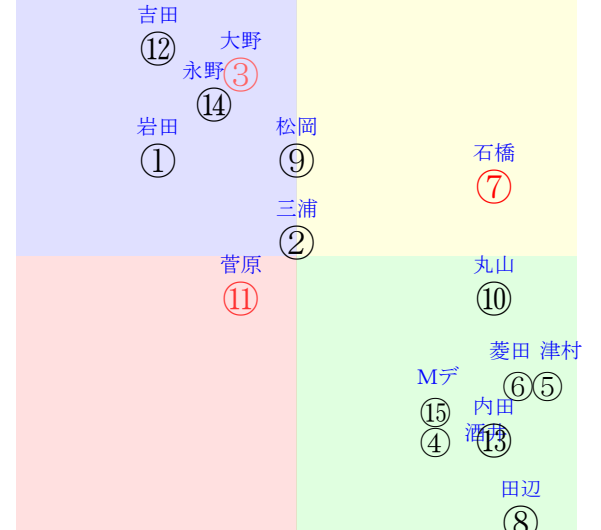 吉田
⑫
大野
③
永野
⑭
岩田
①
松岡
⑨
石橋
⑦
三浦
②
菅原
⑪
丸山
⑩
菱田 津村
⑥⑤
Mデ
⑮
内田
⑬
酒井
④
田辺
⑧